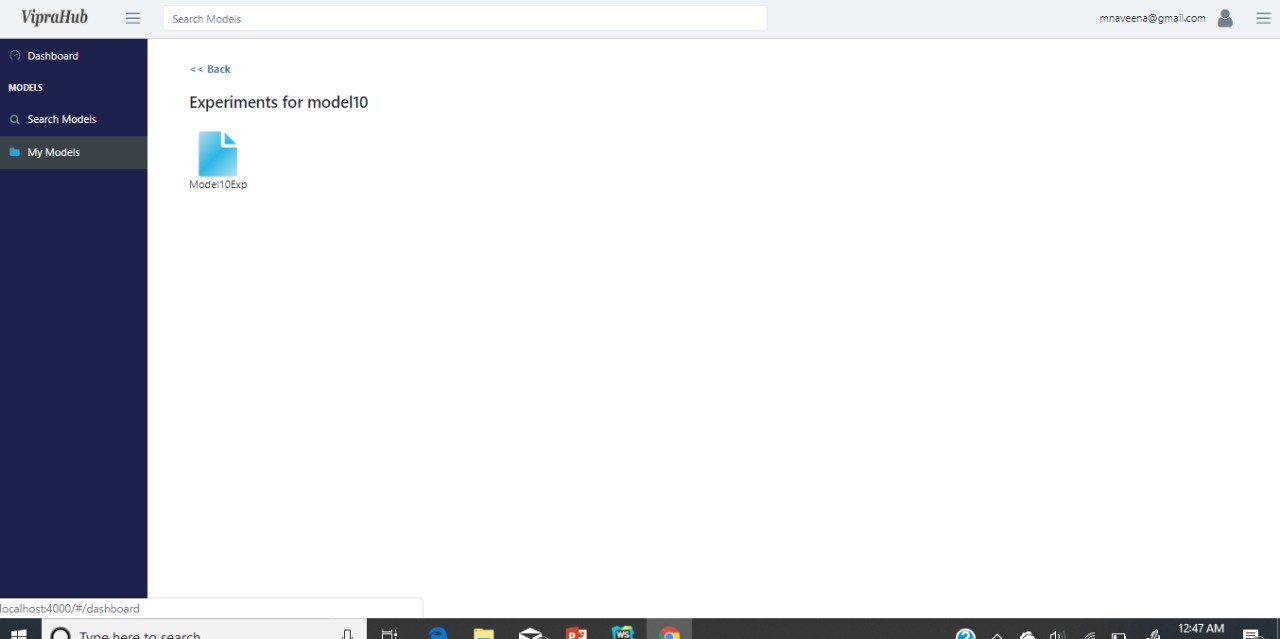 VipraHub
Search Models
mnaveena@gmail.com
Dashboard
MODELS
Search Models
My Models
<< Back
Experiments for model10
Model10Exp
localhost:4000/#/dashboard
Type here to search
12:47 AM